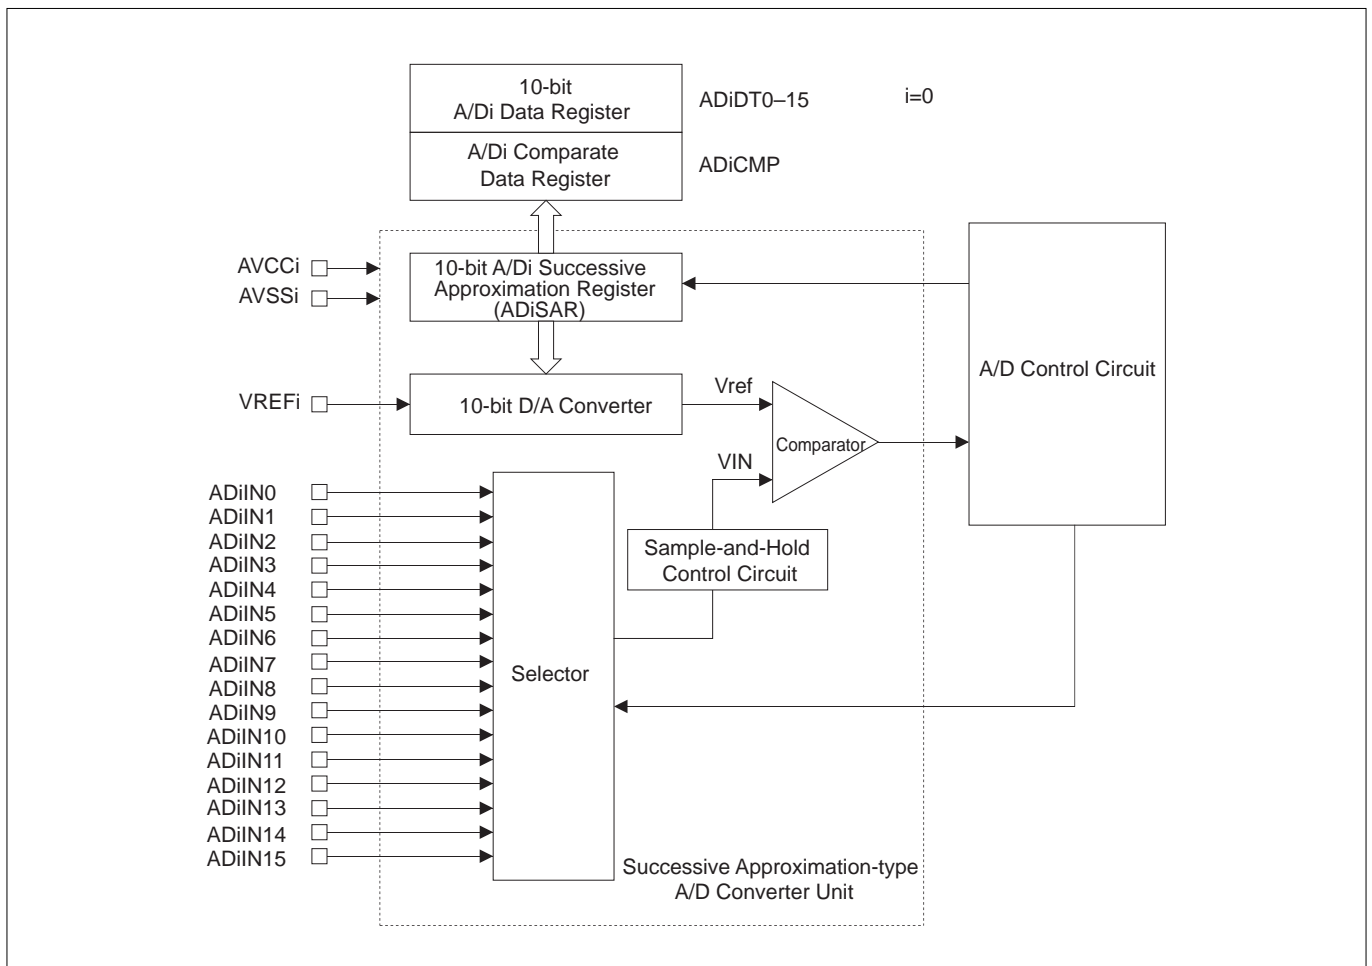 10-bit
A/Di Data Register
ADiDT0–15
i=0
A/Di Comparate
Data Register
ADiCMP
AVCCi
AVSSi
10-bit A/Di Successive
Approximation Register
(ADiSAR)
A/D Control Circuit
VREFi
10-bit D/A Converter
Vref
Comparator
VIN
Sample-and-Hold
Control Circuit
ADiIN0
ADiIN1
ADiIN2
ADiIN3
ADiIN4
ADiIN5
ADiIN6
ADiIN7
ADiIN8
ADiIN9
ADiIN10
ADiIN11
ADiIN12
ADiIN13
ADiIN14
ADiIN15
Selector
Successive Approximation-type
A/D Converter Unit